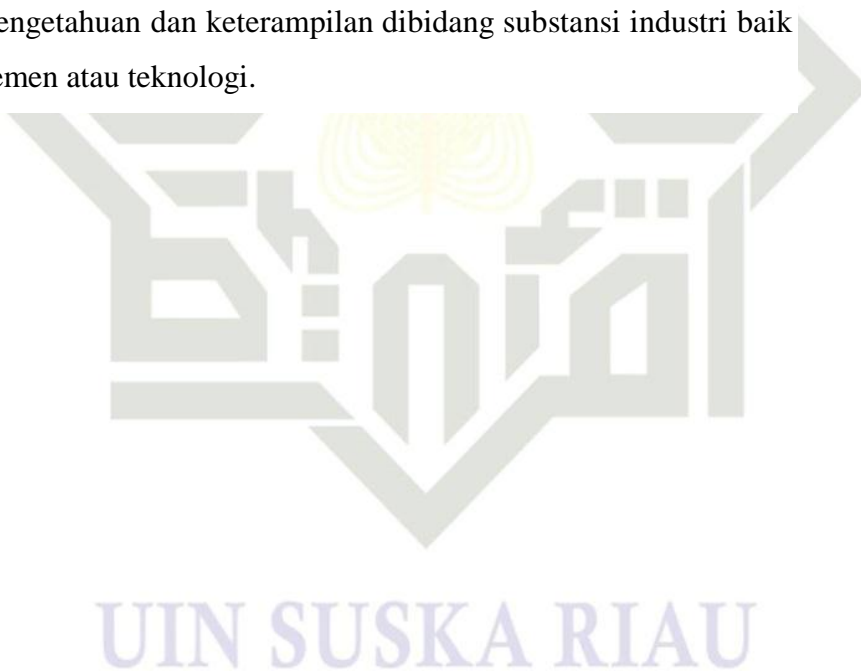 engetahuan dan keterampilan dibidang substansi industri baik
emen atau teknologi.
UIN SUSKA RIAU